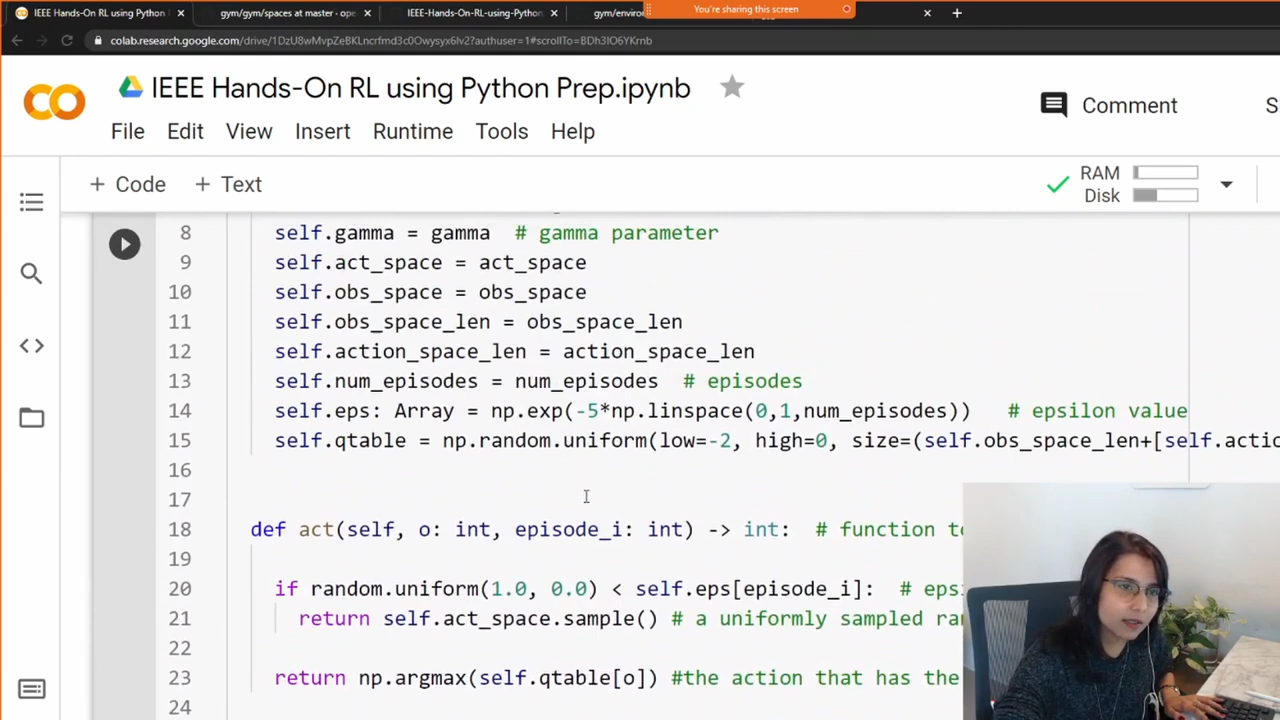 IEEE Hands-On RL using Python
gym/gym/spaces at master · ope
IEEE-Hands-On-RL-using-Python-
gym/environ
You're sharing this screen
colab.research.google.com/drive/1DzU8wMvpZeBKLncrfmd3c0Owysyx6lv2?authuser=1#scrollTo=BDh3IO6YKrnb
IEEE Hands-On RL using Python Prep.ipynb
Comment
S
File Edit View Insert Runtime Tools Help
+ Code + Text
RAM
Disk
8 self.gamma = gamma # gamma parameter
9 self.act_space = act_space
10 self.obs_space = obs_space
11 self.obs_space_len = obs_space_len
12 self.action_space_len = action_space_len
13 self.num_episodes = num_episodes # episodes
14 self.eps: Array = np.exp(-5*np.linspace(0,1,num_episodes)) # epsilon value
15 self.qtable = np.random.uniform(low=-2, high=0, size=(self.obs_space_len+[self.actio
16
17
18 def act(self, o: int, episode_i: int) -> int: # function to
19
20 if random.uniform(1.0, 0.0) < self.eps[episode_i]: # epsi
21 return self.act_space.sample() # a uniformly sampled ran
22
23 return np.argmax(self.qtable[o]) #the action that has the
24